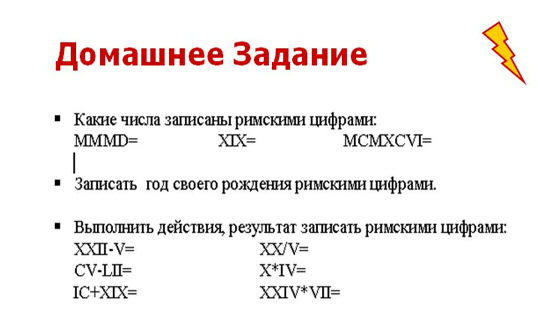 Домашнее Задание
▪ Какие числа записаны римскими цифрами:
MMMD= XIX= MCMXCVI=
▪ Записать год своего рождения римскими цифрами.
▪ Выполнить действия, результат записать римскими цифрами:
XXII-V= XX/V=
CV-LII= X*IV=
IC+XIX= XXIV*VII=